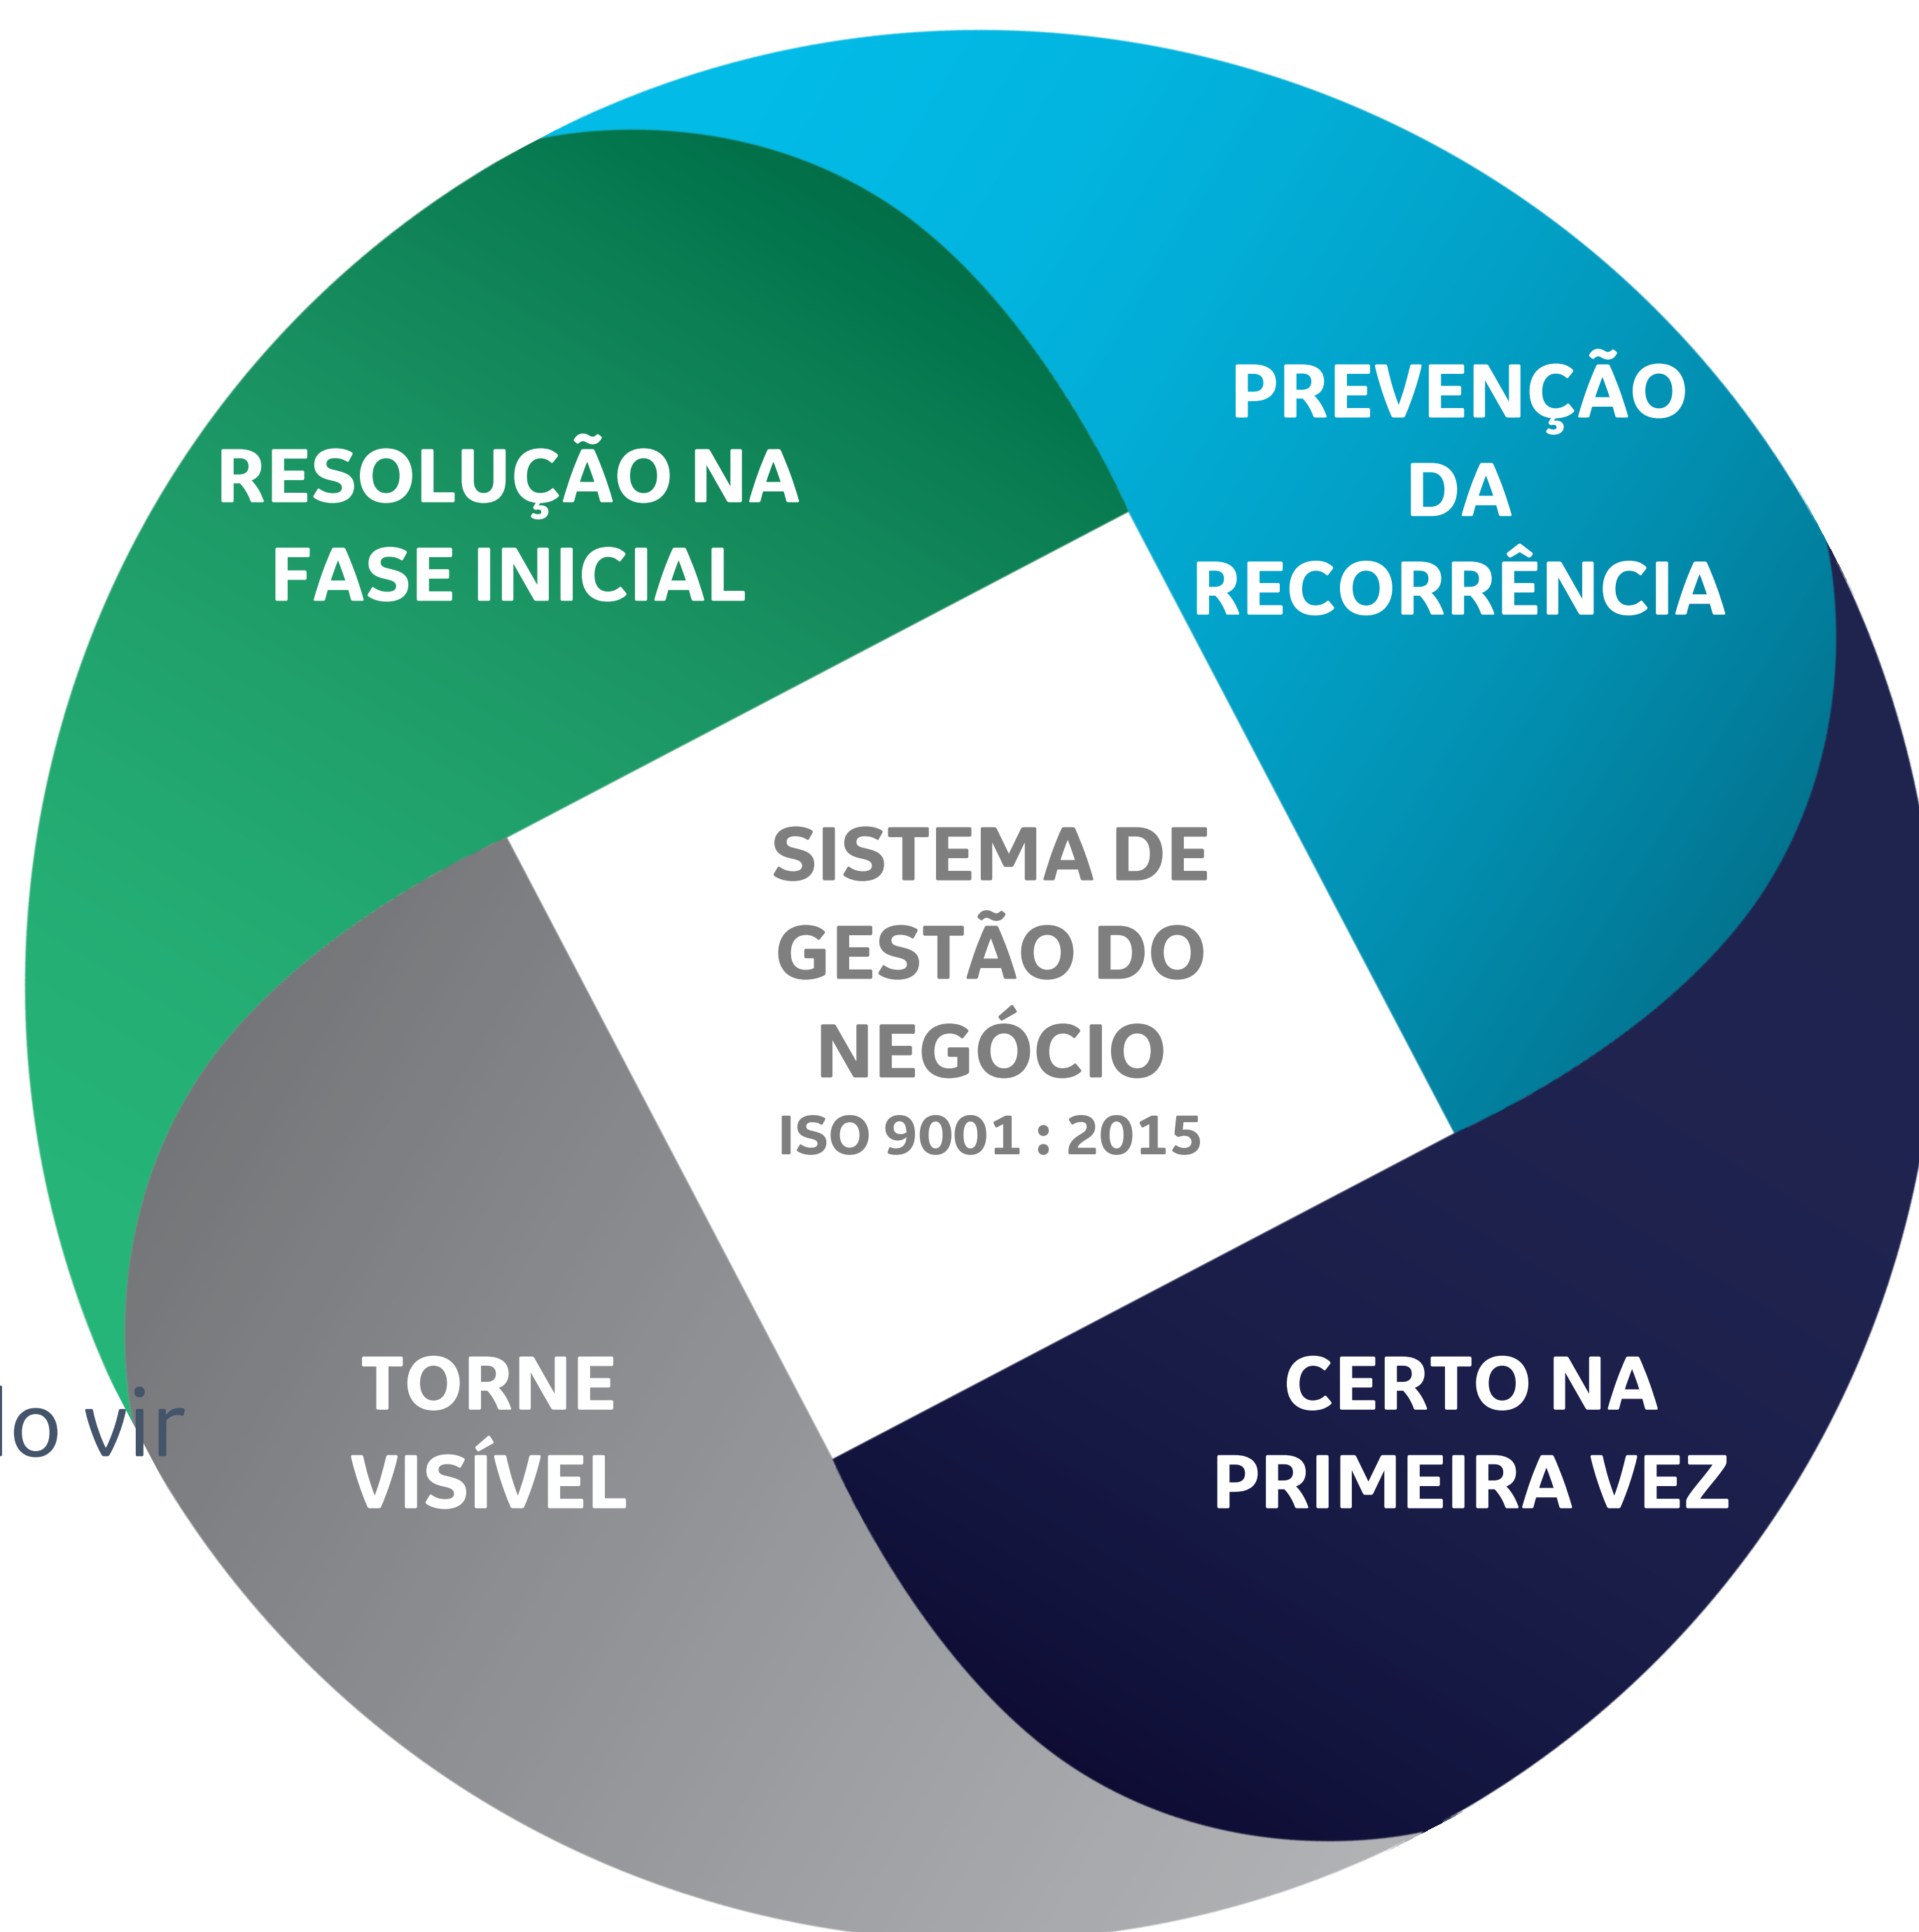 PREVENÇÃO
DA
RECORRÊNCIA
RESOLUÇÃO NA
FASE INICIAL
SISTEMA DE
GESTÃO DO
NEGÓCIO
ISO 9001 : 2015
TORNE
VISÍVEL
CERTO NA
PRIMEIRA VEZ
vir